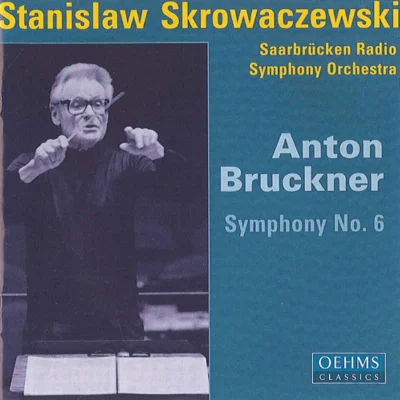 Stanislaw Skrowaczewski
Saarbrücken Radio
Symphony Orchestra
Anton
Bruckner
Symphony No. 6
OEHMS
CLASSICS